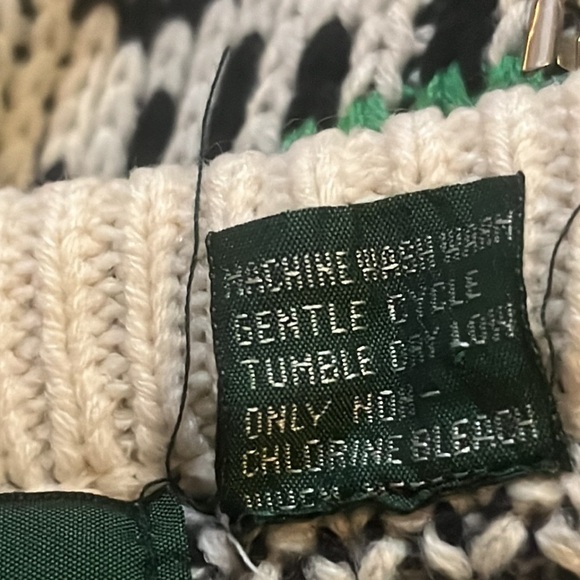 MACHINE WASH WARM
GENTLE CYCLE
TUMBLE DRY LOW
ONLY NON-
CHLORINE BLEACH